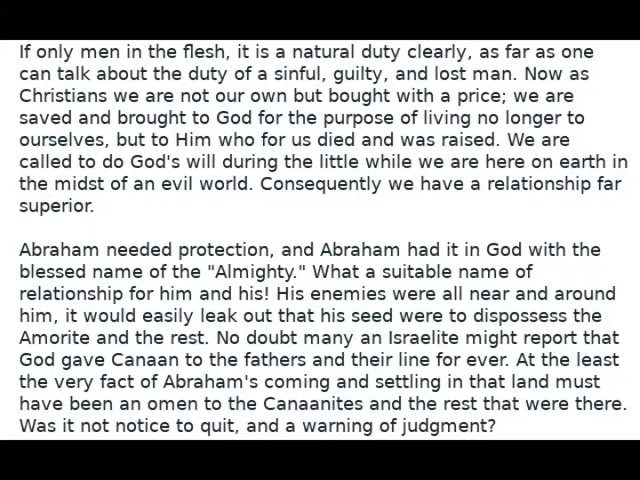 If only men in the flesh, it is a natural duty clearly, as far as one
can talk about the duty of a sinful, guilty, and lost man. Now as
Christians we are not our own but bought with a price; we are
saved and brought to God for the purpose of living no longer to
ourselves, but to Him who for us died and was raised. We are
called to do God's will during the little while we are here on earth in
the midst of an evil world. Consequently we have a relationship far
superior.

Abraham needed protection, and Abraham had it in God with the
blessed name of the "Almighty." What a suitable name of
relationship for him and his! His enemies were all near and around
him, it would easily leak out that his seed were to dispossess the
Amorite and the rest. No doubt many an Israelite might report that
God gave Canaan to the fathers and their line for ever. At the least
the very fact of Abraham's coming and settling in that land must
have been an omen to the Canaanites and the rest that were there.
Was it not notice to quit, and a warning of judgment?